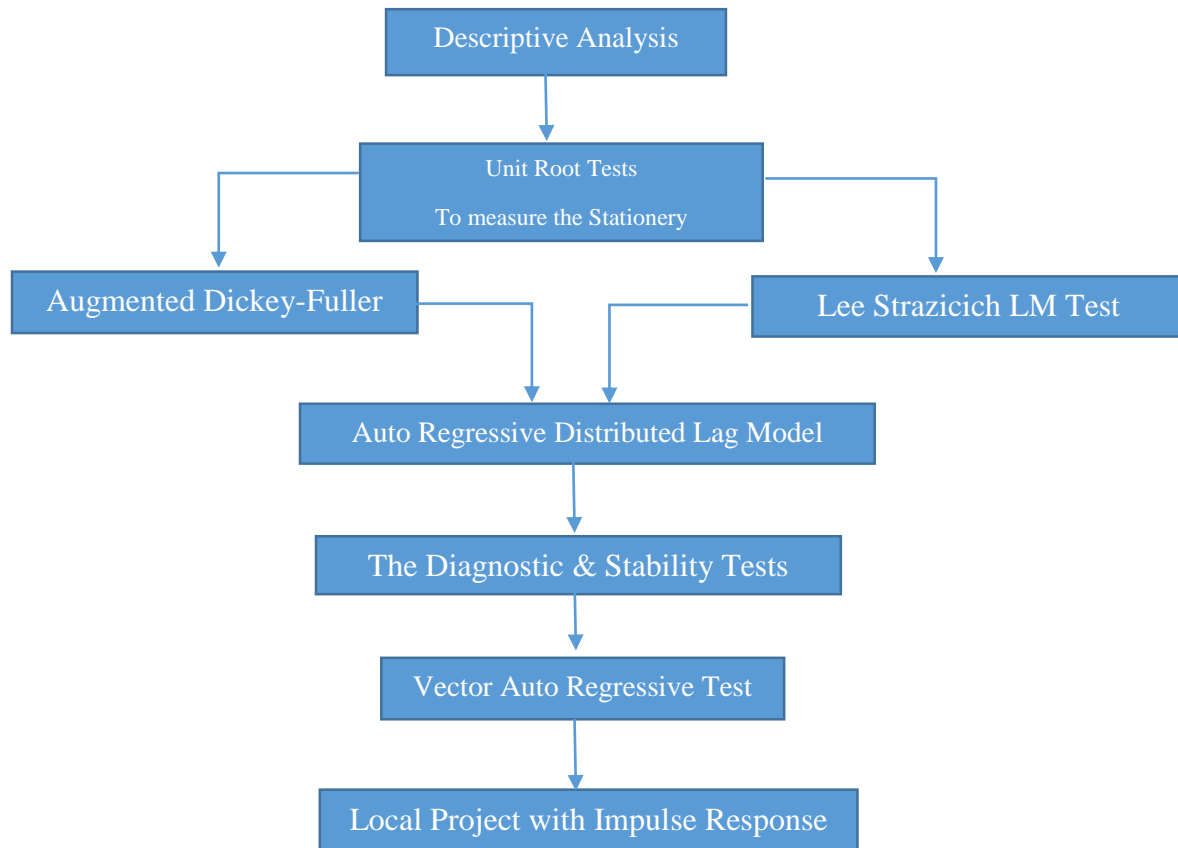 Descriptive Analysis
Unit Root Tests
To measure the Stationery
Augmented Dickey-Fuller
Lee Strazicich LM Test
Auto Regressive Distributed Lag Model
The Diagnostic & Stability Tests
Vector Auto Regressive Test
Local Project with Impulse Response